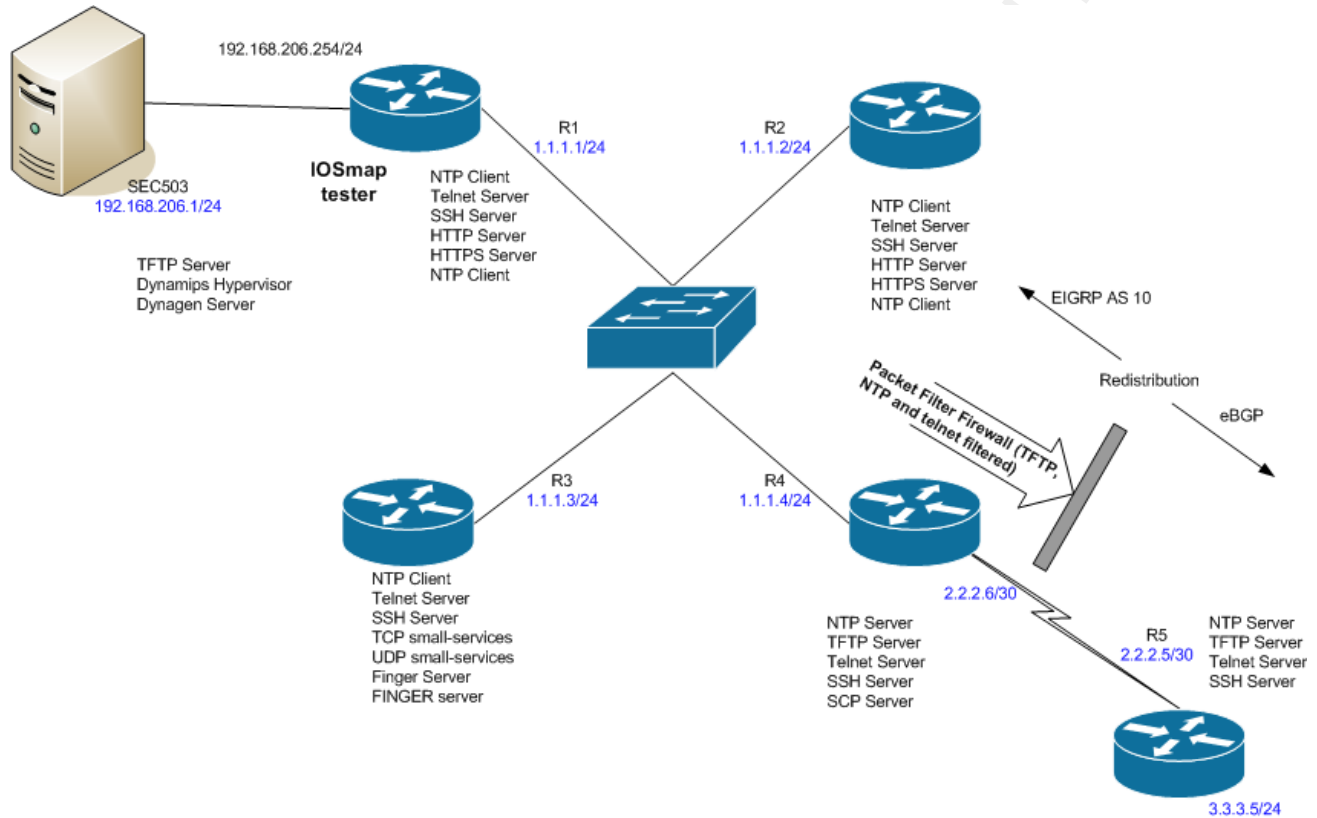 192.168.206.254/24
SEC503
192.168.206.1/24
TFTP Server
Dynamips Hypervisor
Dynagen Server
IOSmap
tester
R1
1.1.1.1/24
NTP Client
Telnet Server
SSH Server
HTTP Server
HTTPS Server
NTP Client
R2
1.1.1.2/24
NTP Client
Telnet Server
SSH Server
HTTP Server
HTTPS Server
NTP Client
EIGRP AS 10
Redistribution
eBGP
Packet Filter Firewall (TFTP,
NTP and telnet filtered)
R3
1.1.1.3/24
NTP Client
Telnet Server
SSH Server
TCP small-services
UDP small-services
Finger Server
FINGER server
R4
1.1.1.4/24
2.2.2.6/30
NTP Server
TFTP Server
Telnet Server
SSH Server
SCP Server
R5
2.2.2.5/30
NTP Server
TFTP Server
Telnet Server
SSH Server
3.3.3.5/24